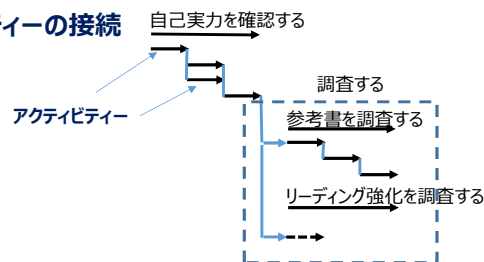 ィーの接続
自己実力を確認する
アクティビティー
調査する
参考書を調査する
リーディング強化を調査する